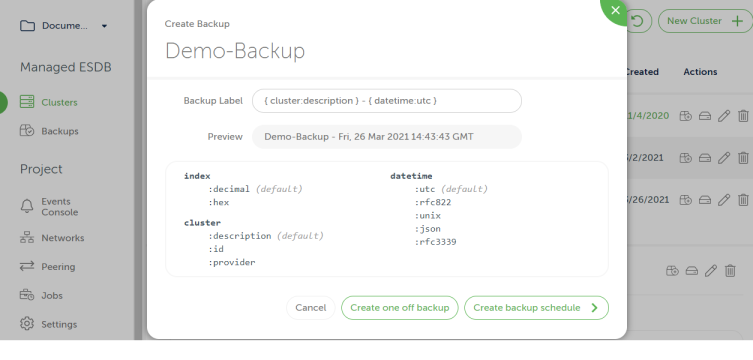 Docume...
Managed ESDB
Clusters
Backups
Project
Events
Console
Networks
Peering
Jobs
Settings
Create Backup
Demo-Backup
Backup Label
{ cluster:description } - { datetime:utc }
Preview
Demo-Backup - Fri, 26 Mar 2021 14:43:43 GMT
index
:decimal (default)
:hex
cluster
:description (default)
:id
:provider
datetime
:utc (default)
:rfc822
:unix
:json
:rfc3339
Cancel
Create one off backup
Create backup schedule
New Cluster
Created
Actions
1/4/2020
/2/2021
/26/2021